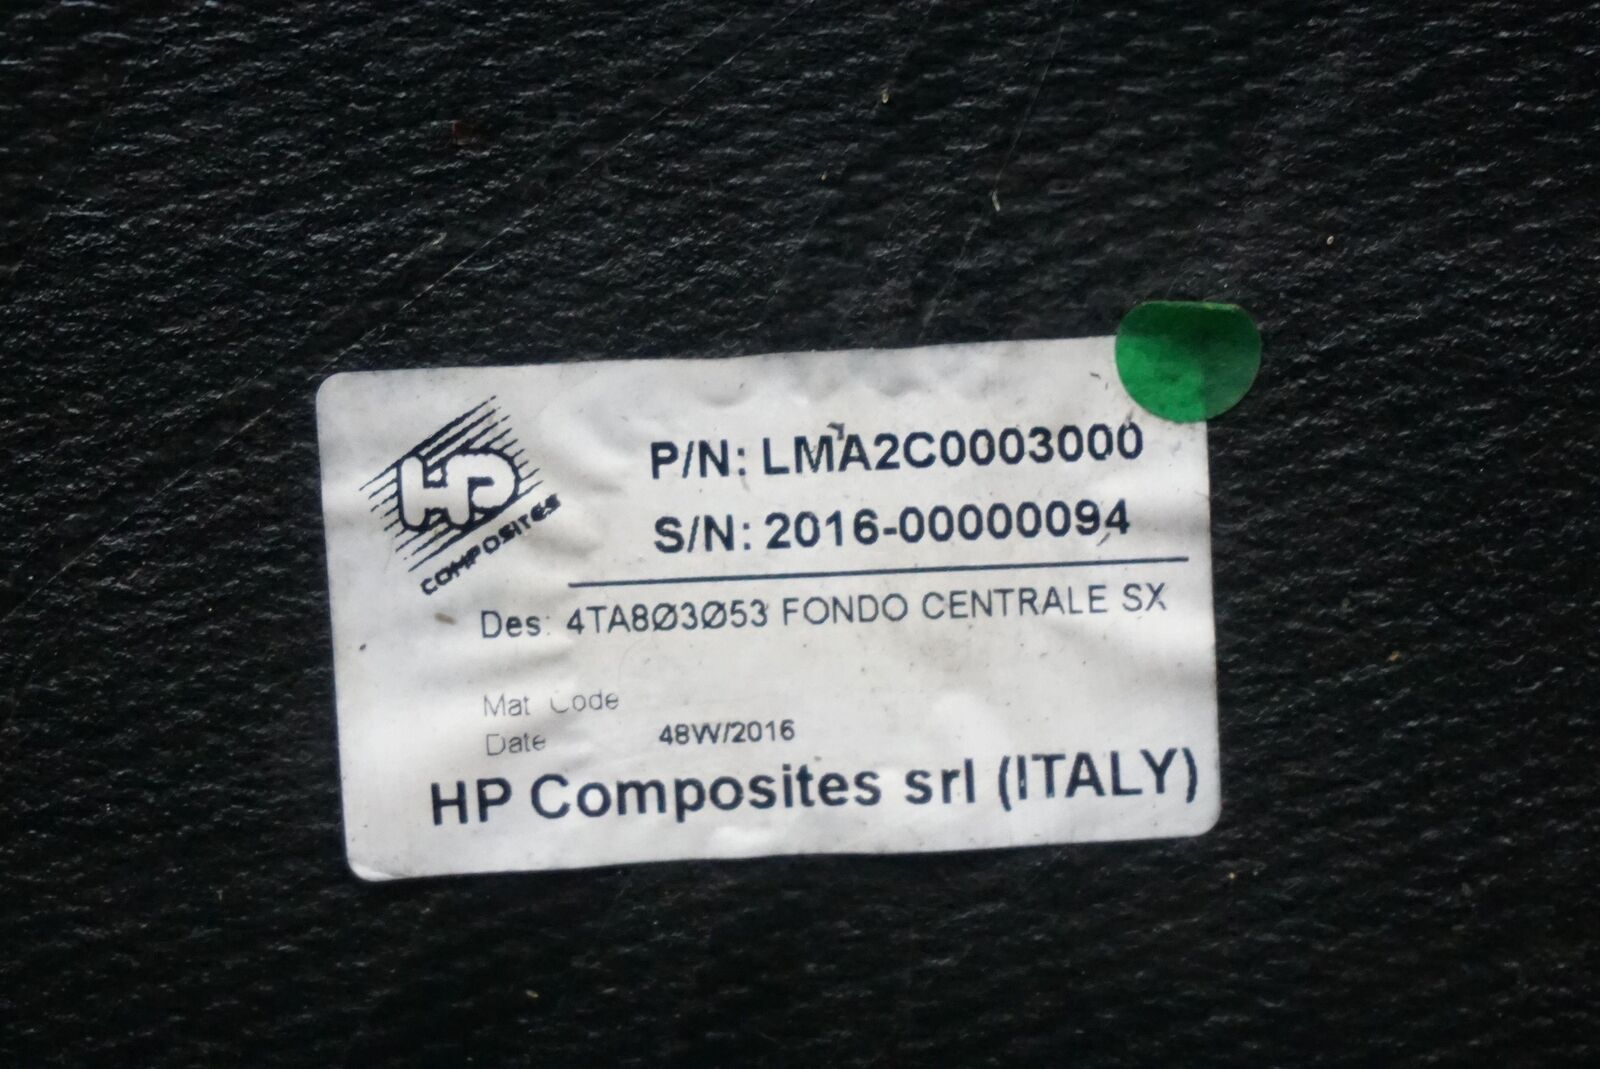 HP
COMPOSITES
P/N: LMA2C0003000
S/N: 2016-00000094
Des: 4TA8Ø3Ø53 FONDO CENTRALE SX
Mat Code
Date 48W/2016
HP Composites srl (ITALY)